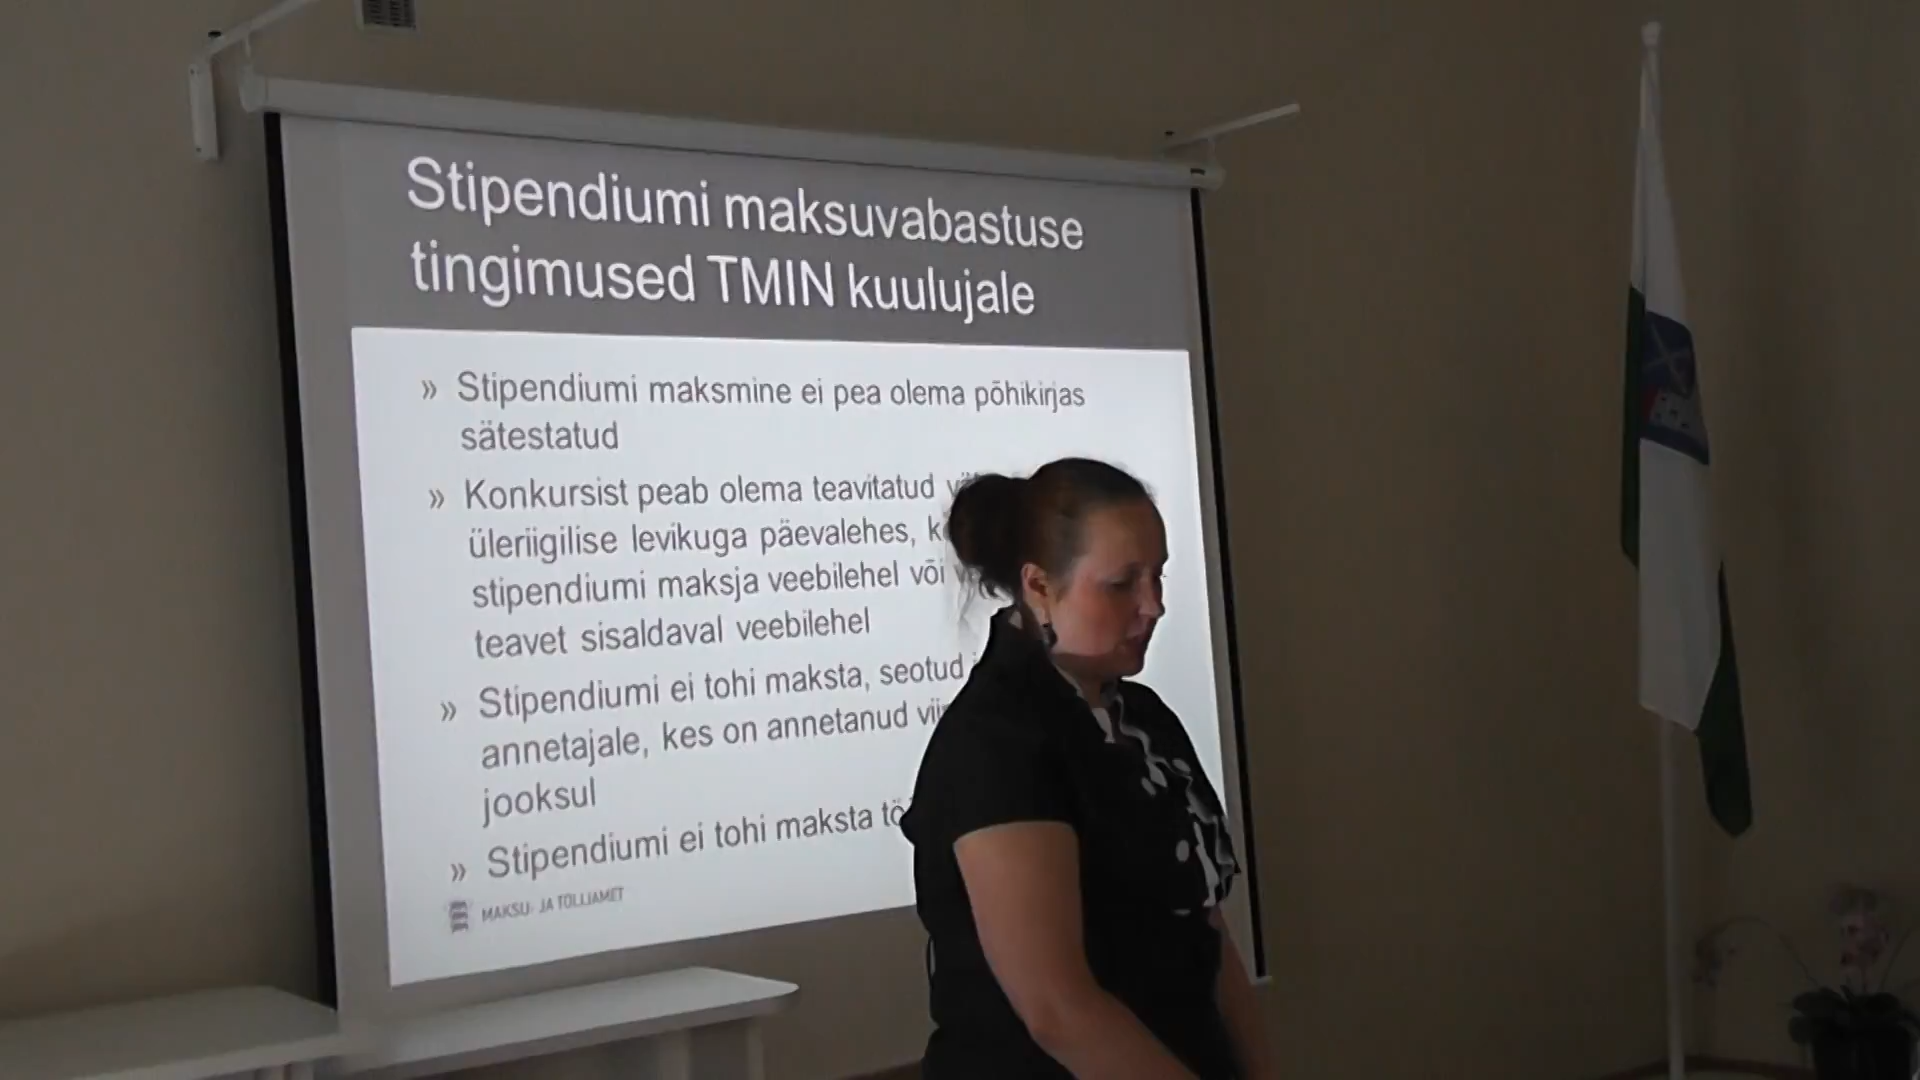 Stipendiumi maksuvabastuse
tingimused TMIN kuulujale
» Stipendiumi maksmine ei pea olema põhikirjas
sätestatud
» Konkursist peab olema teavitatud
üleriigilise levikuga päevalehes,
stipendiumi maksja veebilehel või
teavet sisaldaval veebilehel
» Stipendiumi ei tohi maksta, seotud
annetajale, kes on annetanud
jooksul
» Stipendiumi ei tohi maksta
MAKSU- JA TOLLIAMET